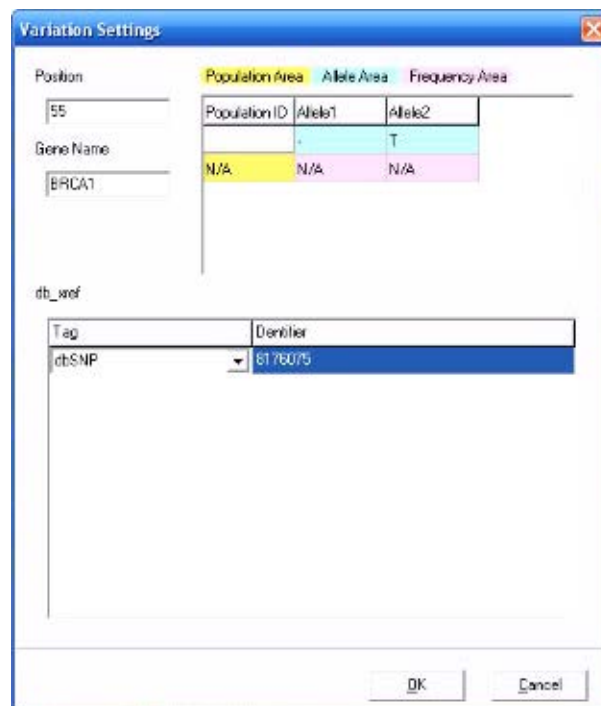 Variation Settings
Position
Population Area Allele Area Frequency Area
55
Population ID Allele1 Allele2
- T
Gene Name
N/A N/A N/A
BRCA1
db_xref
Tag Dentifier
dbSNP 8176075
OK Cancel